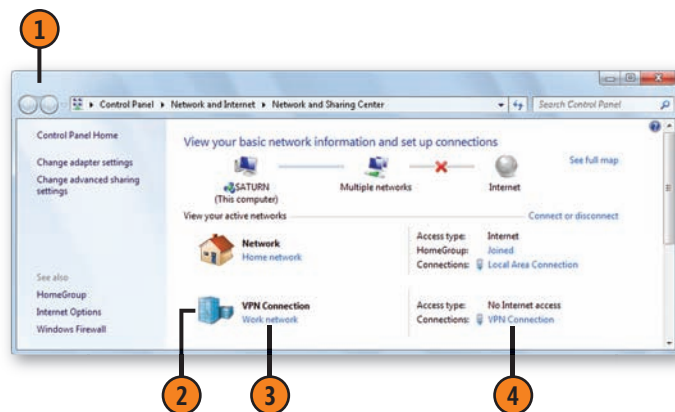 1
Control Panel
Network and Internet
Network and Sharing Center
Search Control Panel
Control Panel Home
Change adapter settings
Change advanced sharing
settings
See also
HomeGroup
Internet Options
Windows Firewall
View your basic network information and set up connections
See full map
SATURN
(This computer)
Multiple networks
Internet
View your active networks
Connect or disconnect
Network
Home network
Access type: Internet
HomeGroup: Joined
Connections: Local Area Connection
VPN Connection
Work network
Access type: No Internet access
Connections: VPN Connection
2
3
4